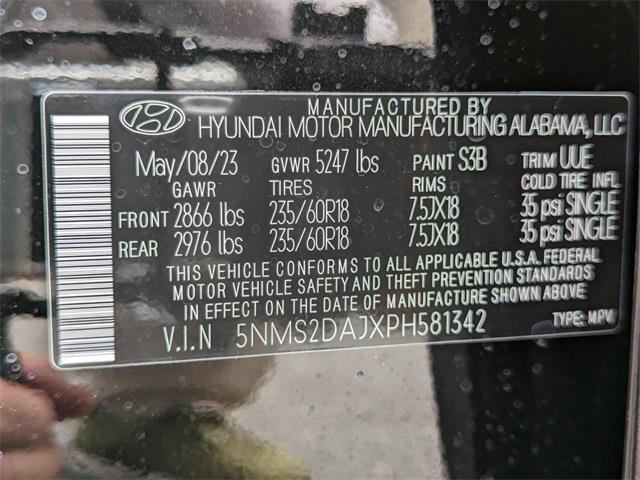 MANUFACTURED BY
HYUNDAI MOTOR MANUFACTURING ALABAMA, LLC
May/08/23 GVWR 5247 lbs PAINT S3B TRIM UUE
GAWR TIRES RIMS COLD TIRE INFL
FRONT 2866 lbs 235/60R18 7.5JX18 35 psi SINGLE
REAR 2976 lbs 235/60R18 7.5JX18 35 psi SINGLE
THIS VEHICLE CONFORMS TO ALL APPLICABLE U.S.A. FEDERAL
MOTOR VEHICLE SAFETY AND THEFT PREVENTION STANDARDS
IN EFFECT ON THE DATE OF MANUFACTURE SHOWN ABOVE
V.I.N 5NMS2DAJXPH581342 TYPE: MPV